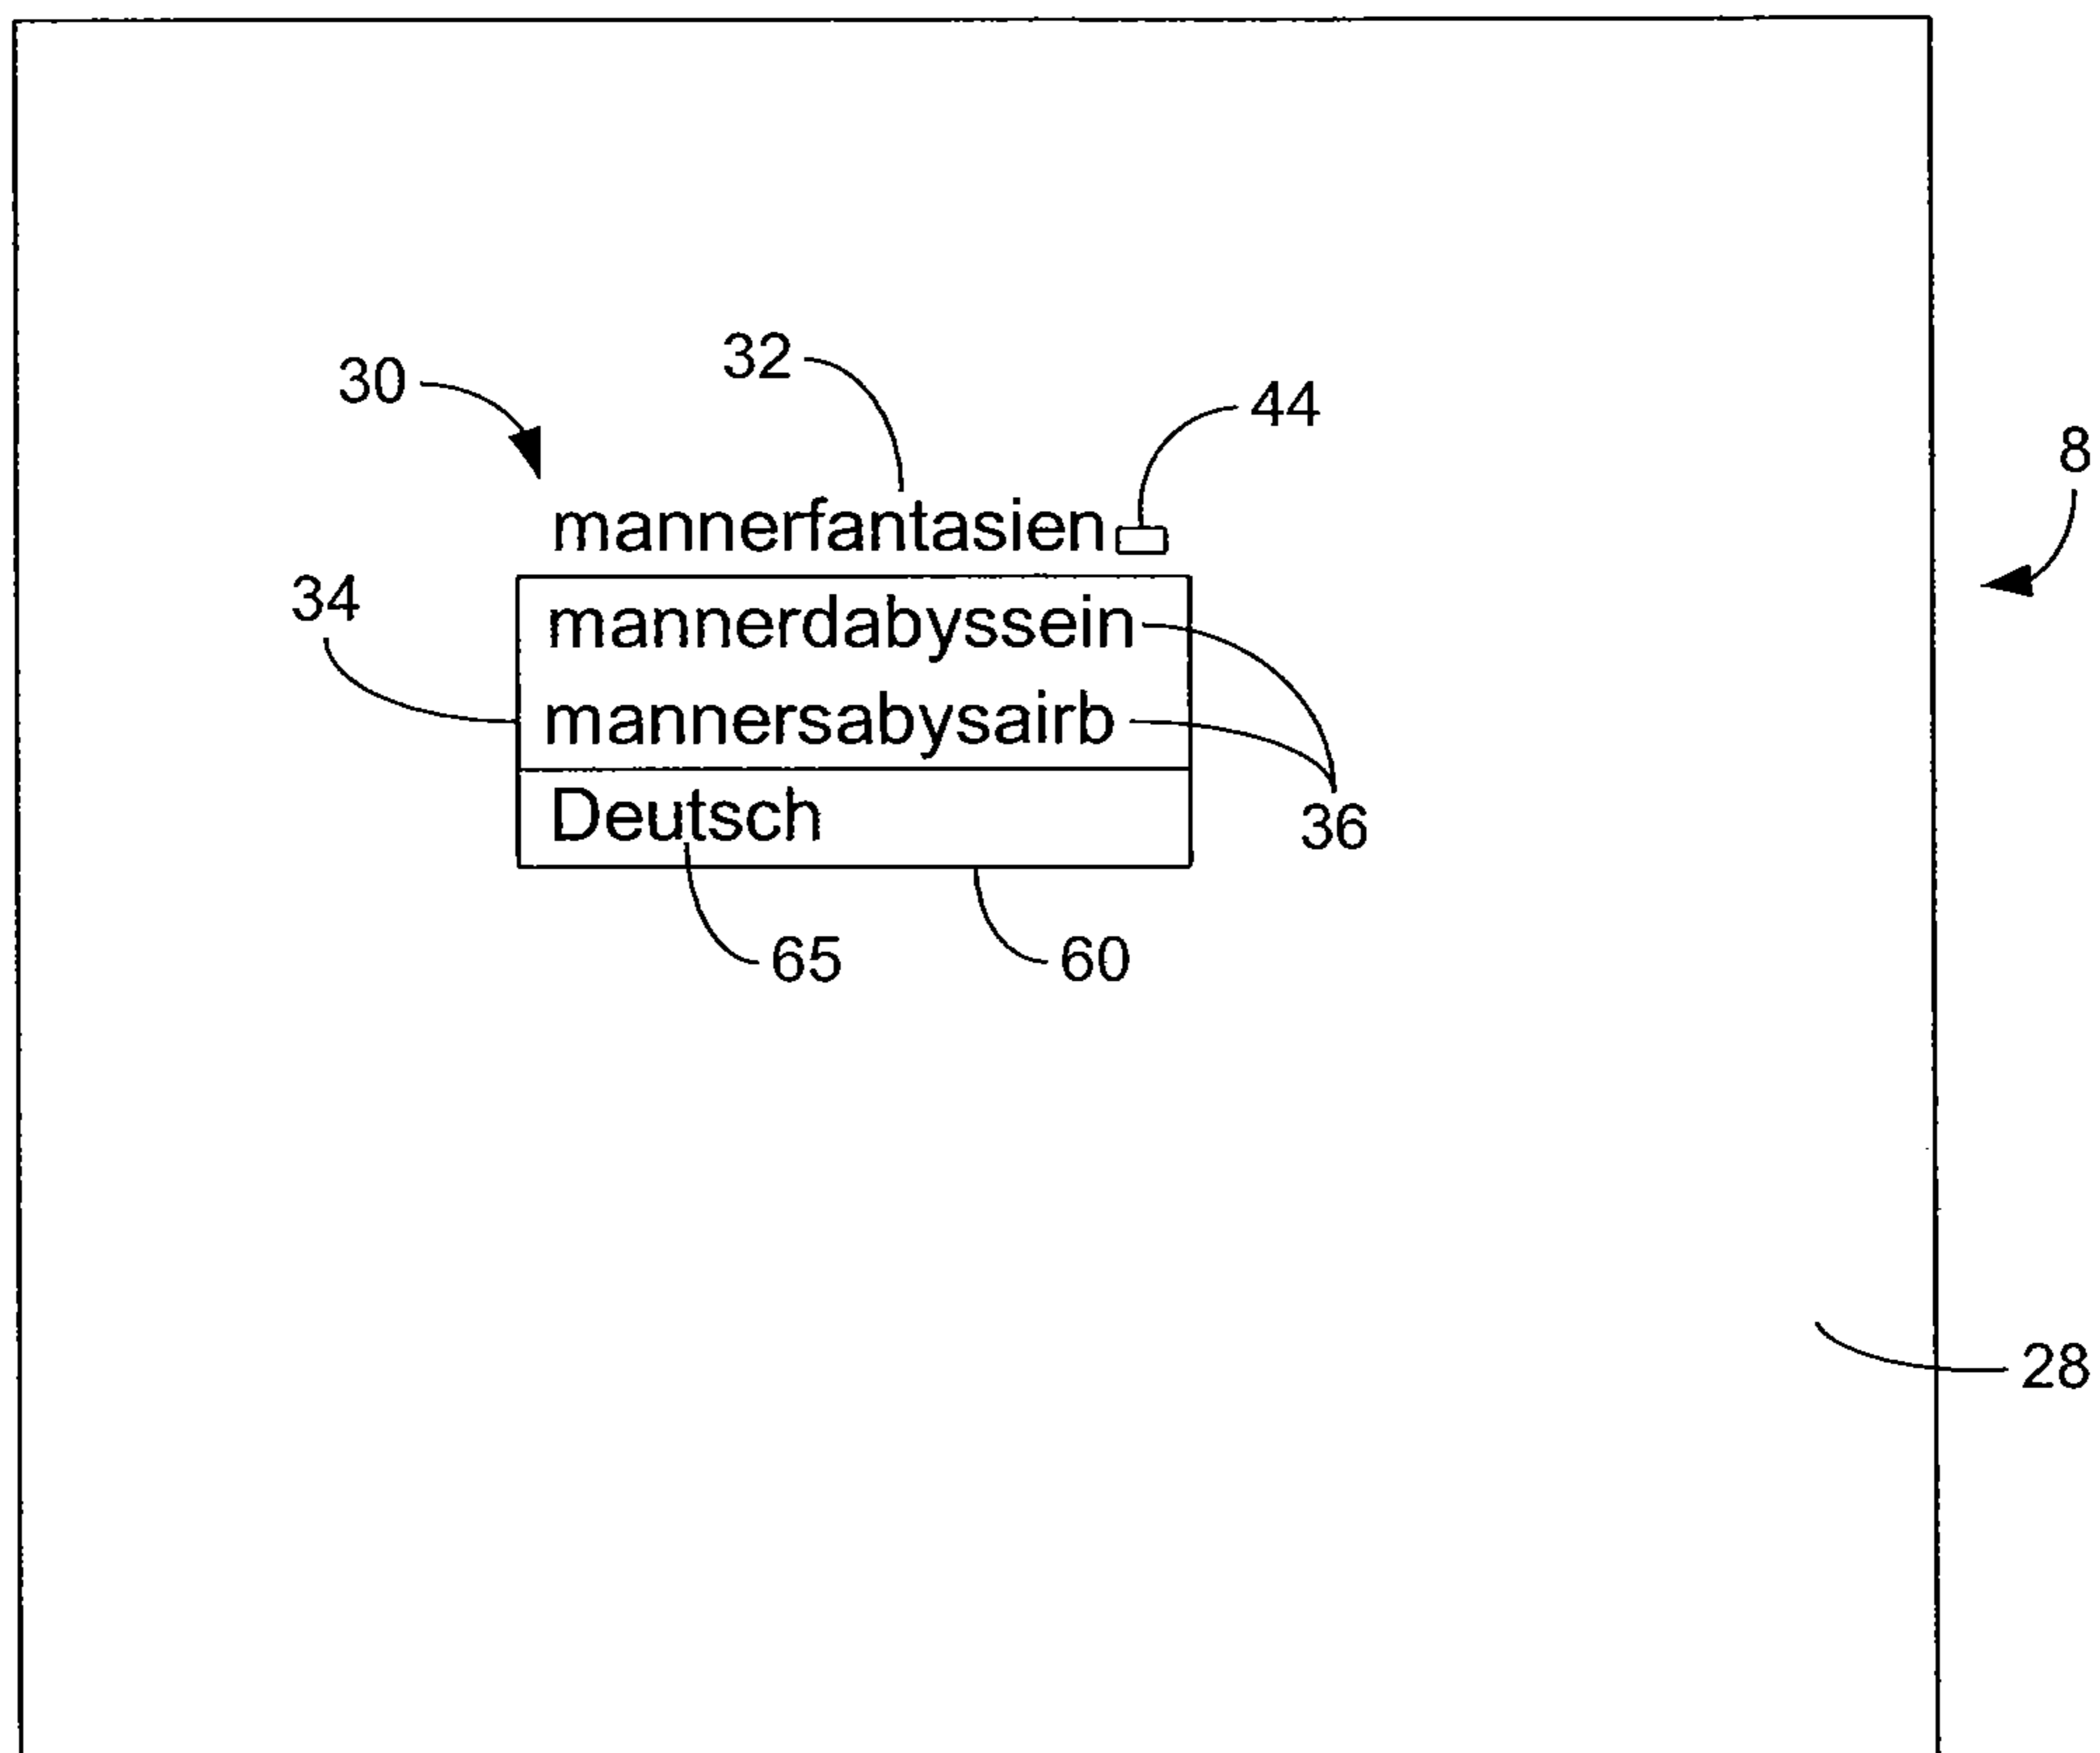 32
30
44
8
mannerfantasien
34
mannerdabyssein
mannersabysairb
Deutsch
36
65
60
28